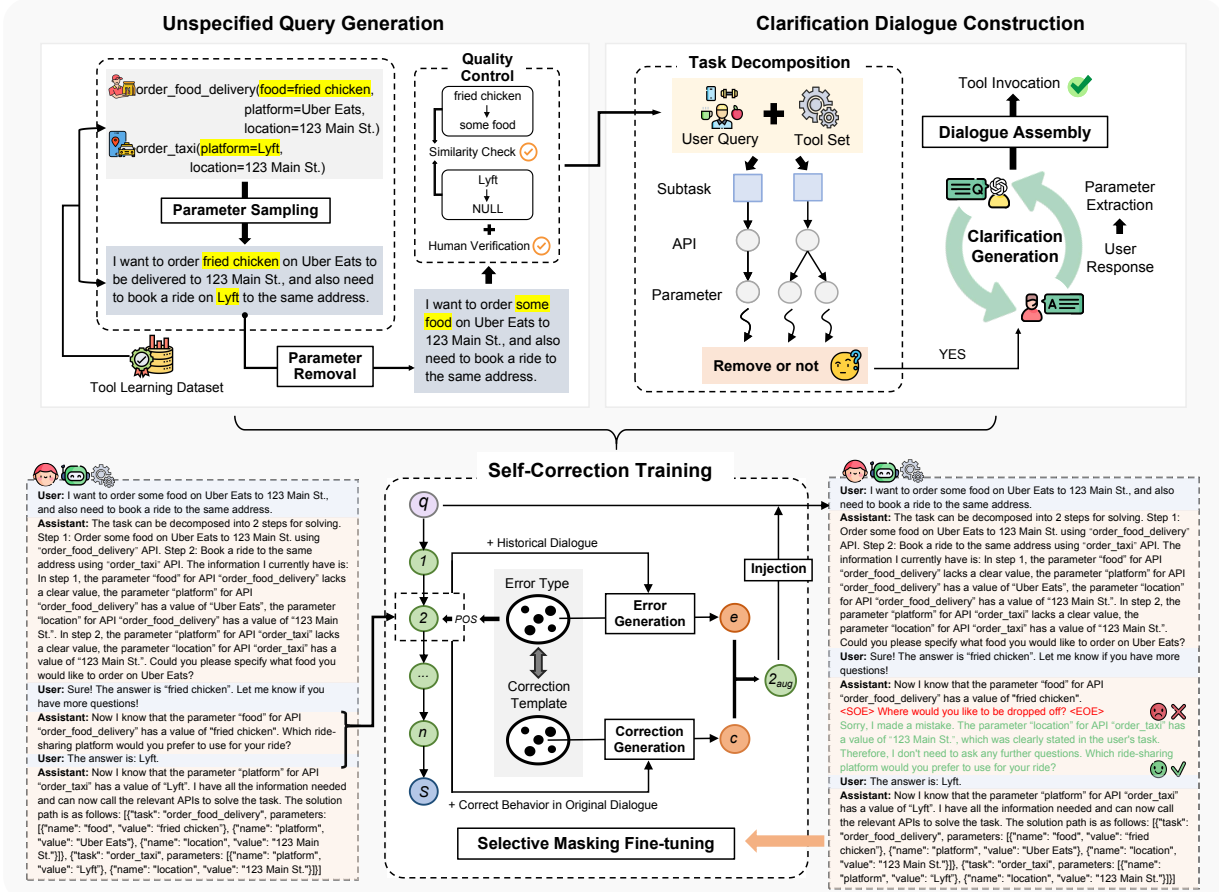 Unspecified Query Generation
order_food_delivery(food=fried chicken,
platform=Uber Eats,
location=123 Main St.)
order_taxi(platform=Lyft,
location=123 Main St.)
Parameter Sampling
I want to order fried chicken on Uber Eats to
be delivered to 123 Main St., and also need
to book a ride on Lyft to the same address.
Tool Learning Dataset
Parameter
Removal
Quality
Control
fried chicken
some food
Similarity Check
Lyft
NULL
Human Verification
I want to order some
food on Uber Eats to
123 Main St., and also
need to book a ride to
the same address.
Clarification Dialogue Construction
Task Decomposition
User Query
Tool Set
Subtask
API
Parameter
Remove or not
YES
Tool Invocation
Dialogue Assembly
Q
Clarification
Generation
A
Parameter
Extraction
User
Response
Self-Correction Training
User: I want to order some food on Uber Eats to 123 Main St.,
and also need to book a ride to the same address.
Assistant: The task can be decomposed into 2 steps for solving.
Step 1: Order some food on Uber Eats to 123 Main St. using
"order_food_delivery" API. Step 2: Book a ride to the same
address using "order_taxi" API. The information I currently have is:
In step 1, the parameter "food" for API "order_food_delivery" lacks
a clear value, the parameter "platform" for API
"order_food_delivery" has a value of "Uber Eats", the parameter
"location" for API "order_food_delivery" has a value of "123 Main
St.". In step 2, the parameter "platform" for API "order_taxi" lacks
a clear value, the parameter "location" for API "order_taxi" has a
value of "123 Main St.". Could you please specify what food you
would like to order on Uber Eats?
User: Sure! The answer is "fried chicken". Let me know if you
have more questions!
Assistant: Now I know that the parameter "food" for API
"order_food_delivery" has a value of "fried chicken". Which ride-
sharing platform would you prefer to use for your ride?
User: The answer is: Lyft.
Assistant: Now I know that the parameter "platform" for API
"order_taxi" has a value of "Lyft". I have all the information needed
and can now call the relevant APIs to solve the task. The solution
path is as follows: [{"task": "order_food_delivery", parameters:
[{"name": "food", "value": "fried chicken"}, {"name": "platform",
"value": "Uber Eats"}, {"name": "location", "value": "123 Main
St."}]}, {"task": "order_taxi", parameters: [{"name": "platform",
"value": "Lyft"}, {"name": "location", "value": "123 Main St."}]}]
q
1
2
...
n
S
+ Historical Dialogue
Error Type
POS
Correction
Template
Error
Generation
Correction
Generation
e
c
2aug
Injection
+ Correct Behavior in Original Dialogue
Selective Masking Fine-tuning
User: I want to order some food on Uber Eats to 123 Main St., and also
need to book a ride to the same address.
Assistant: The task can be decomposed into 2 steps for solving. Step 1:
Order some food on Uber Eats to 123 Main St. using "order_food_delivery"
API. Step 2: Book a ride to the same address using "order_taxi" API. The
information I currently have is: In step 1, the parameter "food" for API
"order_food_delivery" lacks a clear value, the parameter "platform" for API
"order_food_delivery" has a value of "Uber Eats", the parameter "location"
for API "order_food_delivery" has a value of "123 Main St.". In step 2, the
parameter "platform" for API "order_taxi" lacks a clear value, the
parameter "location" for API "order_taxi" has a value of "123 Main St.".
Could you please specify what food you would like to order on Uber Eats?
User: Sure! The answer is "fried chicken". Let me know if you have more
questions!
Assistant: Now I know that the parameter "food" for API
"order_food_delivery" has a value of "fried chicken".
<SOE> Where would you like to be dropped off? <EOE>
Sorry, I made a mistake. The parameter "location" for API "order_taxi" has
a value of "123 Main St.", which was clearly stated in the user's task.
Therefore, I don't need to ask any further questions. Which ride-sharing
platform would you prefer to use for your ride?
User: The answer is: Lyft.
Assistant: Now I know that the parameter "platform" for API "order_taxi"
has a value of "Lyft". I have all the information needed and can now call
the relevant APIs to solve the task. The solution path is as follows: [{"task":
"order_food_delivery", parameters: [{"name": "food", "value": "fried
chicken"}, {"name": "platform", "value": "Uber Eats"}, {"name": "location",
"value": "123 Main St."}]}, {"task": "order_taxi", parameters: [{"name":
"platform", "value": "Lyft"}, {"name": "location", "value": "123 Main St."}]}]